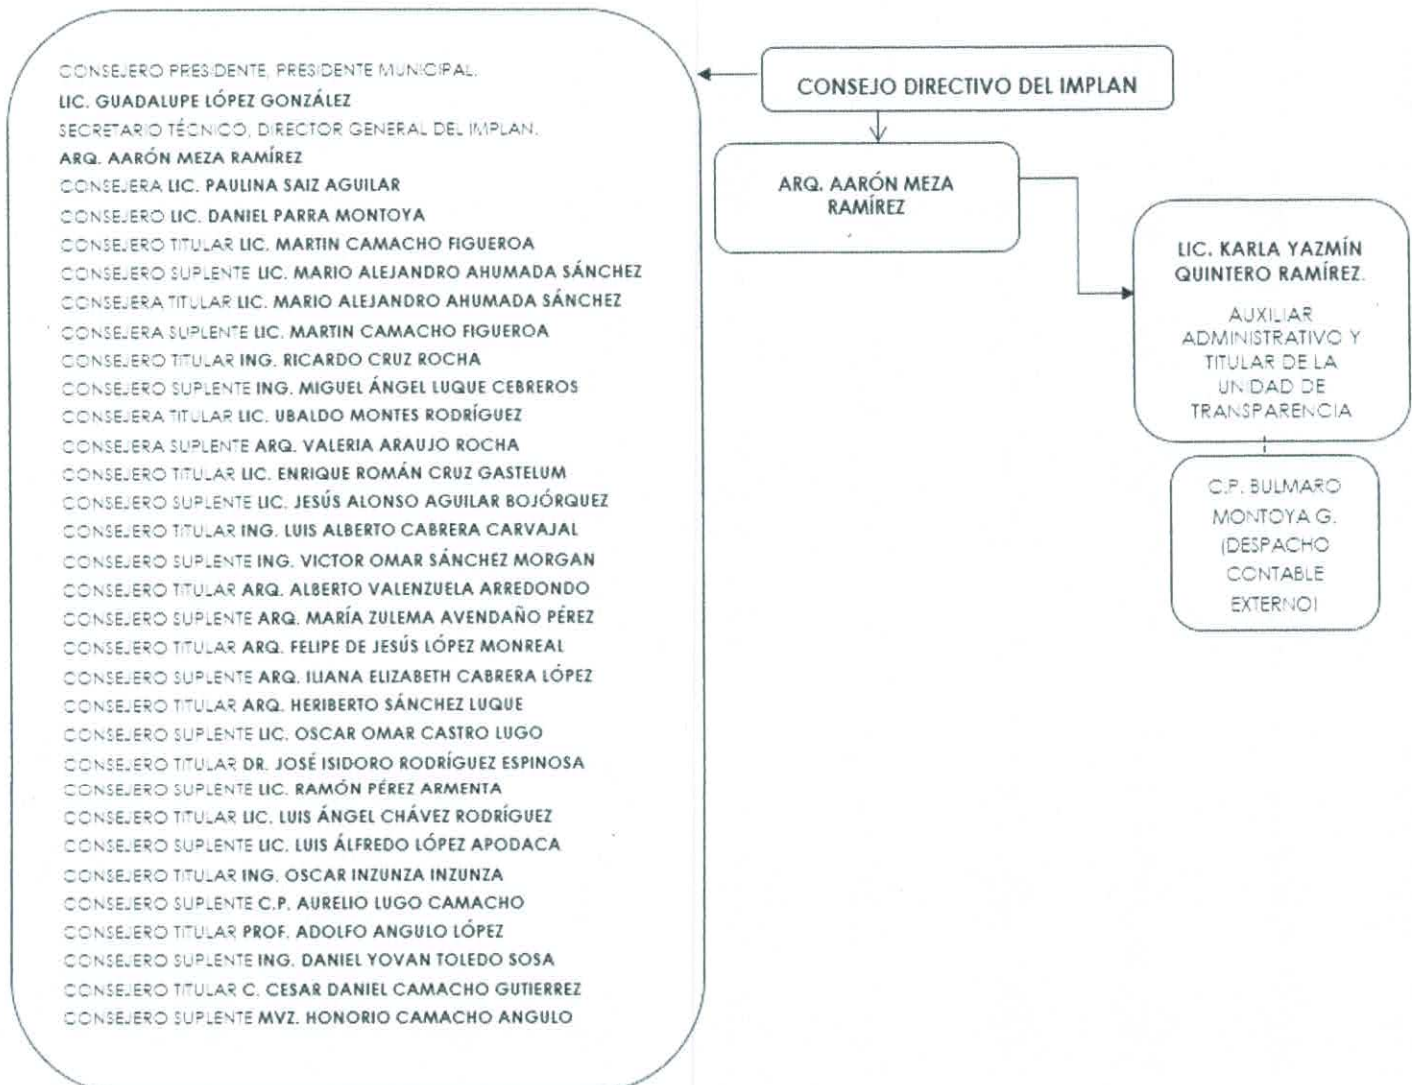 CONSEJERO PRESIDENTE, PRESIDENTE MUNICIPAL.
LIC. GUADALUPE LÓPEZ GONZÁLEZ
SECRETARIO TÉCNICO, DIRECTOR GENERAL DEL IMPLAN.
ARQ. AARÓN MEZA RAMÍREZ
CONSEJERA LIC. PAULINA SAIZ AGUILAR
CONSEJERO LIC. DANIEL PARRA MONTOYA
CONSEJERO TITULAR LIC. MARTIN CAMACHO FIGUEROA
CONSEJERO SUPLENTE LIC. MARIO ALEJANDRO AHUMADA SÁNCHEZ
CONSEJERA TITULAR LIC. MARIO ALEJANDRO AHUMADA SÁNCHEZ
CONSEJERA SUPLENTE LIC. MARTIN CAMACHO FIGUEROA
CONSEJERO TITULAR ING. RICARDO CRUZ ROCHA
CONSEJERO SUPLENTE ING. MIGUEL ÁNGEL LUQUE CEBREROS
CONSEJERA TITULAR LIC. UBALDO MONTES RODRÍGUEZ
CONSEJERA SUPLENTE ARQ. VALERIA ARAUJO ROCHA
CONSEJERO TITULAR LIC. ENRIQUE ROMÁN CRUZ GASTELUM
CONSEJERO SUPLENTE LIC. JESÚS ALONSO AGUILAR BOJÓRQUEZ
CONSEJERO TITULAR ING. LUIS ALBERTO CABRERA CARVAJAL
CONSEJERO SUPLENTE ING. VICTOR OMAR SÁNCHEZ MORGAN
CONSEJERO TITULAR ARQ. ALBERTO VALENZUELA ARREDONDO
CONSEJERO SUPLENTE ARQ. MARÍA ZULEMA AVENDAÑO PÉREZ
CONSEJERO TITULAR ARQ. FELIPE DE JESÚS LÓPEZ MONREAL
CONSEJERO SUPLENTE ARQ. ILIANA ELIZABETH CABRERA LÓPEZ
CONSEJERO TITULAR ARQ. HERIBERTO SÁNCHEZ LUQUE
CONSEJERO SUPLENTE LIC. OSCAR OMAR CASTRO LUGO
CONSEJERO TITULAR DR. JOSÉ ISIDORO RODRÍGUEZ ESPINOSA
CONSEJERO SUPLENTE LIC. RAMÓN PÉREZ ARMENTA
CONSEJERO TITULAR LIC. LUIS ÁNGEL CHÁVEZ RODRÍGUEZ
CONSEJERO SUPLENTE LIC. LUIS ÁLFREDO LÓPEZ APODACA
CONSEJERO TITULAR ING. OSCAR INZUNZA INZUNZA
CONSEJERO SUPLENTE C.P. AURELIO LUGO CAMACHO
CONSEJERO TITULAR PROF. ADOLFO ANGULO LÓPEZ
CONSEJERO SUPLENTE ING. DANIEL YOVAN TOLEDO SOSA
CONSEJERO TITULAR C. CESAR DANIEL CAMACHO GUTIERREZ
CONSEJERO SUPLENTE MVZ. HONORIO CAMACHO ANGULO
CONSEJO DIRECTIVO DEL IMPLAN
ARQ. AARÓN MEZA
RAMÍREZ
LIC. KARLA YAZMÍN
QUINTERO RAMÍREZ.
AUXILIAR
ADMINISTRATIVO Y
TITULAR DE LA
UNIDAD DE
TRANSPARENCIA
C.P. BULMARO
MONTOYA G.
(DESPACHO
CONTABLE
EXTERNO)